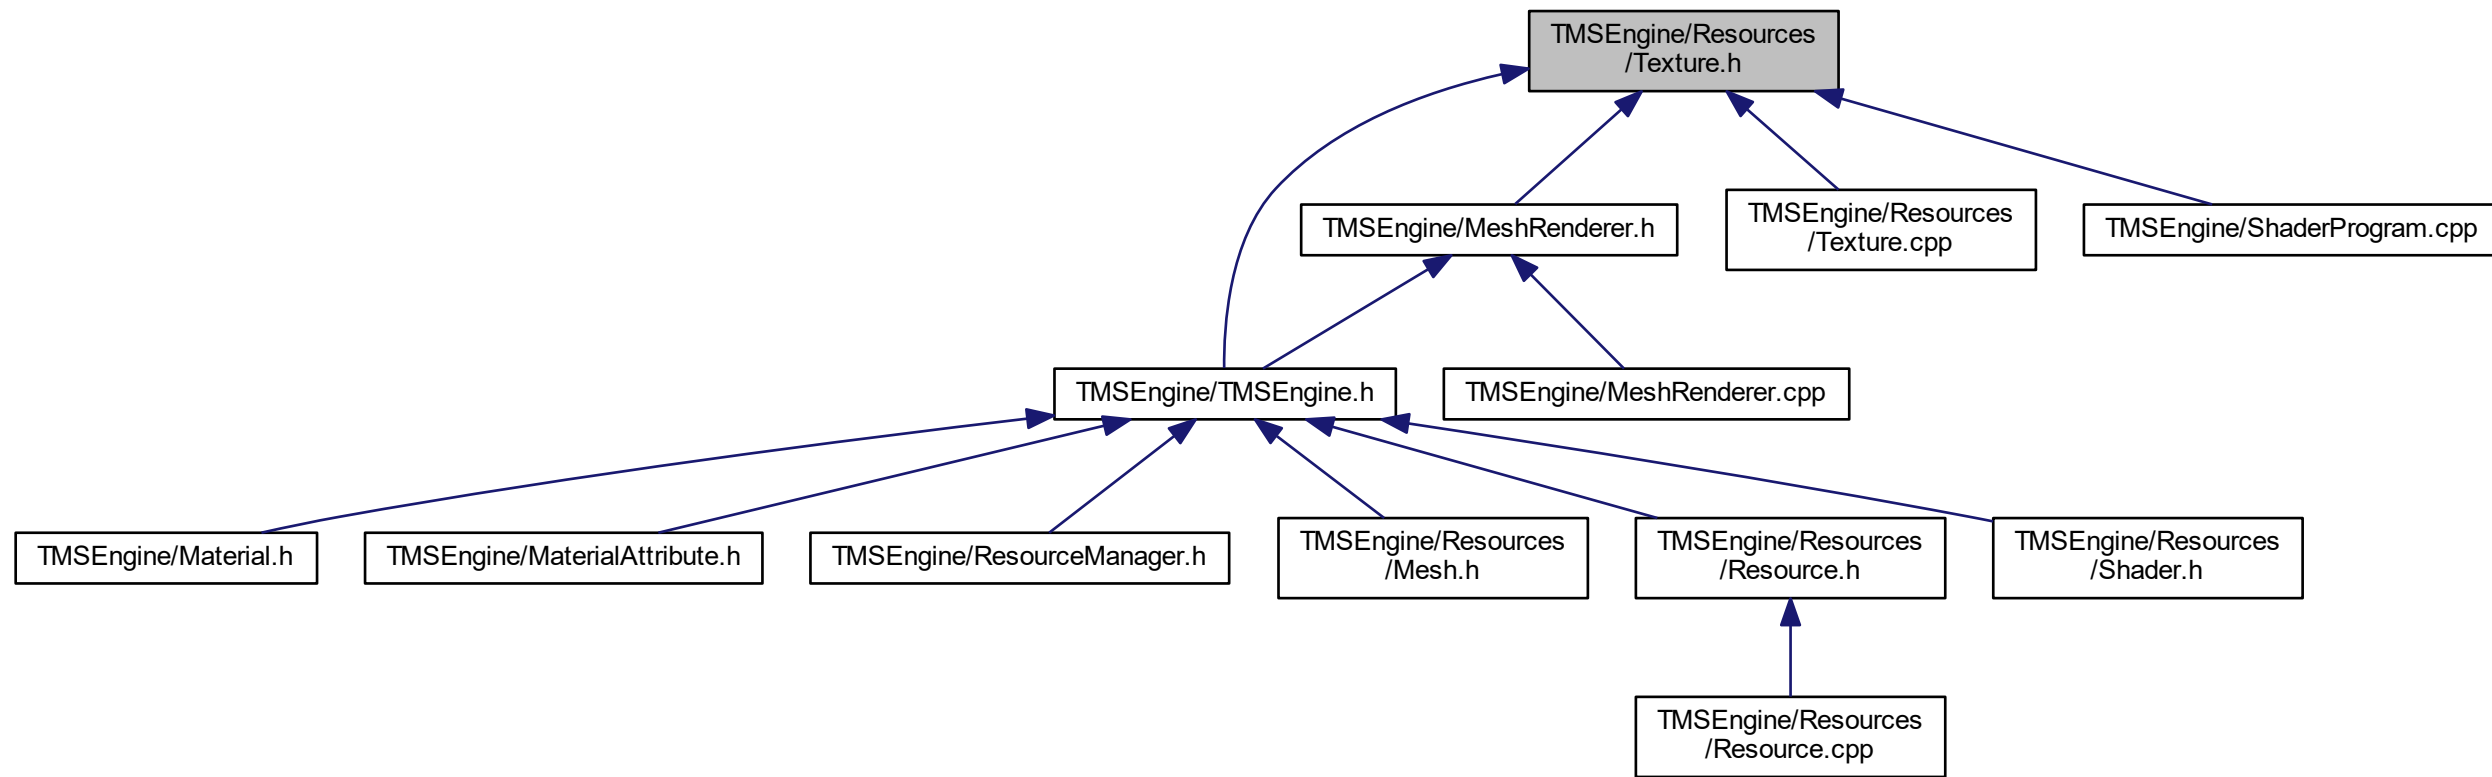 TMSEngine/Resources
/Texture.h
TMSEngine/MeshRenderer.h
TMSEngine/Resources
/Texture.cpp
TMSEngine/ShaderProgram.cpp
TMSEngine/TMSEngine.h
TMSEngine/MeshRenderer.cpp
TMSEngine/Material.h
TMSEngine/MaterialAttribute.h
TMSEngine/ResourceManager.h
TMSEngine/Resources
/Mesh.h
TMSEngine/Resources
/Resource.h
TMSEngine/Resources
/Shader.h
TMSEngine/Resources
/Resource.cpp